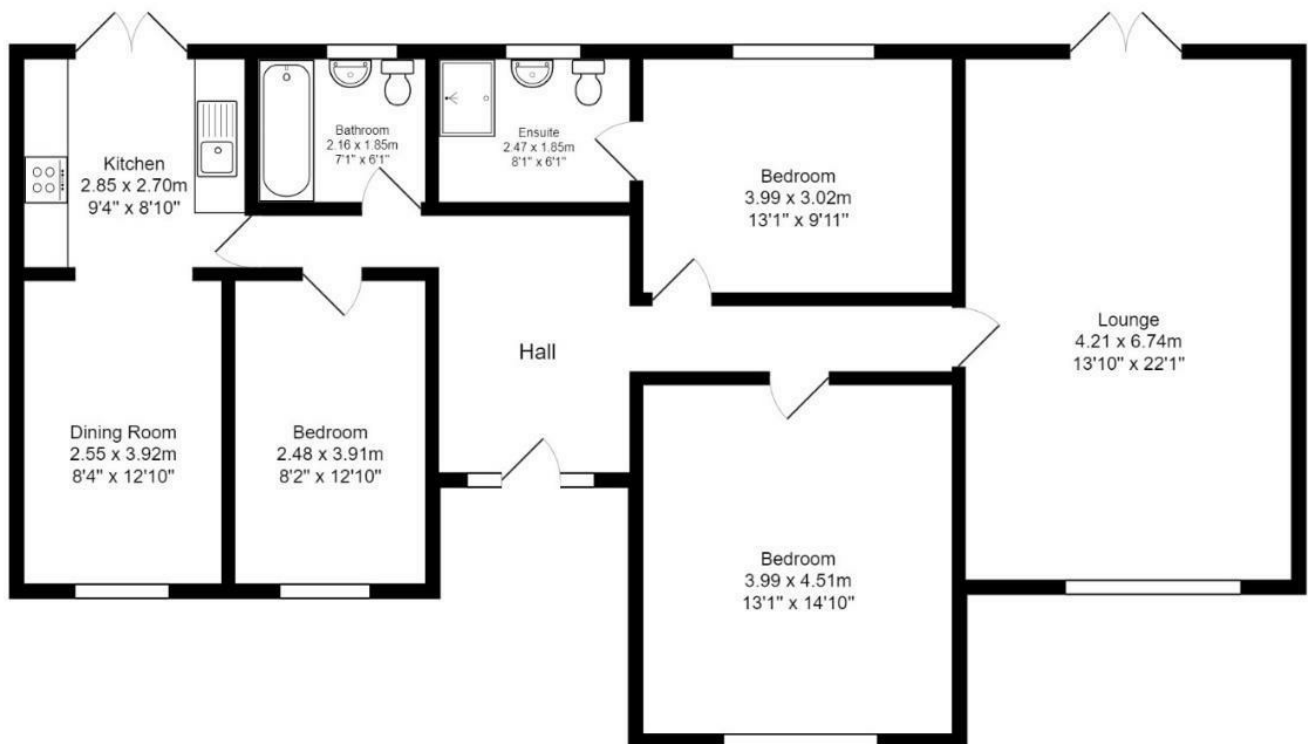 Kitchen
2.85 x 2.70m
9'4" x 8'10"
Bathroom
2.16 x 1.85m
7'1" x 6'1"
Ensuite
2.47 x 1.85m
8'1" x 6'1"
Bedroom
3.99 x 3.02m
13'1" x 9'11"
Lounge
4.21 x 6.74m
13'10" x 22'1"
Hall
Dining Room
2.55 x 3.92m
8'4" x 12'10"
Bedroom
2.48 x 3.91m
8'2" x 12'10"
Bedroom
3.99 x 4.51m
13'1" x 14'10"